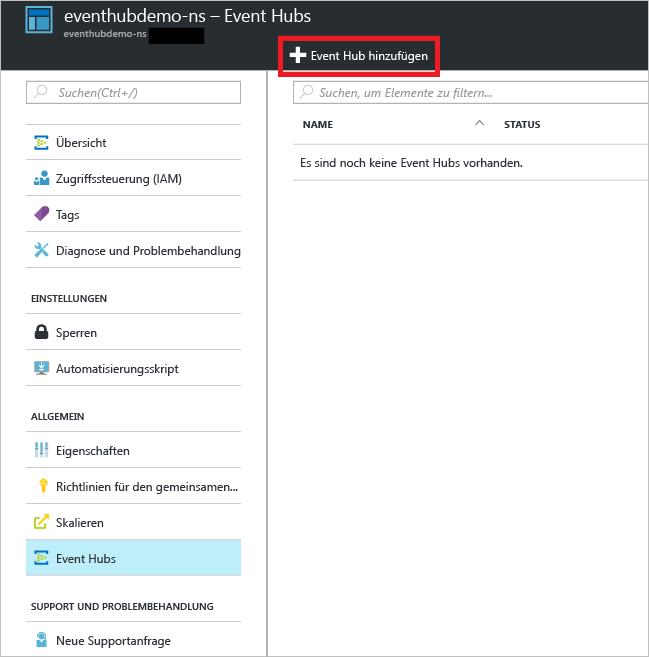 eventhubdemo-ns – Event Hubs
eventhubdemo-ns
Event Hub hinzufügen
Suchen(Ctrl+/)
Übersicht
Zugriffssteuerung (IAM)
Tags
Diagnose und Problembehandlung
EINSTELLUNGEN
Sperren
Automatisierungsskript
ALLGEMEIN
Eigenschaften
Richtlinien für den gemeinsamen...
Skalieren
Event Hubs
SUPPORT UND PROBLEMBEHANDLUNG
Neue Supportanfrage
Suchen, um Elemente zu filtern...
NAME STATUS
Es sind noch keine Event Hubs vorhanden.